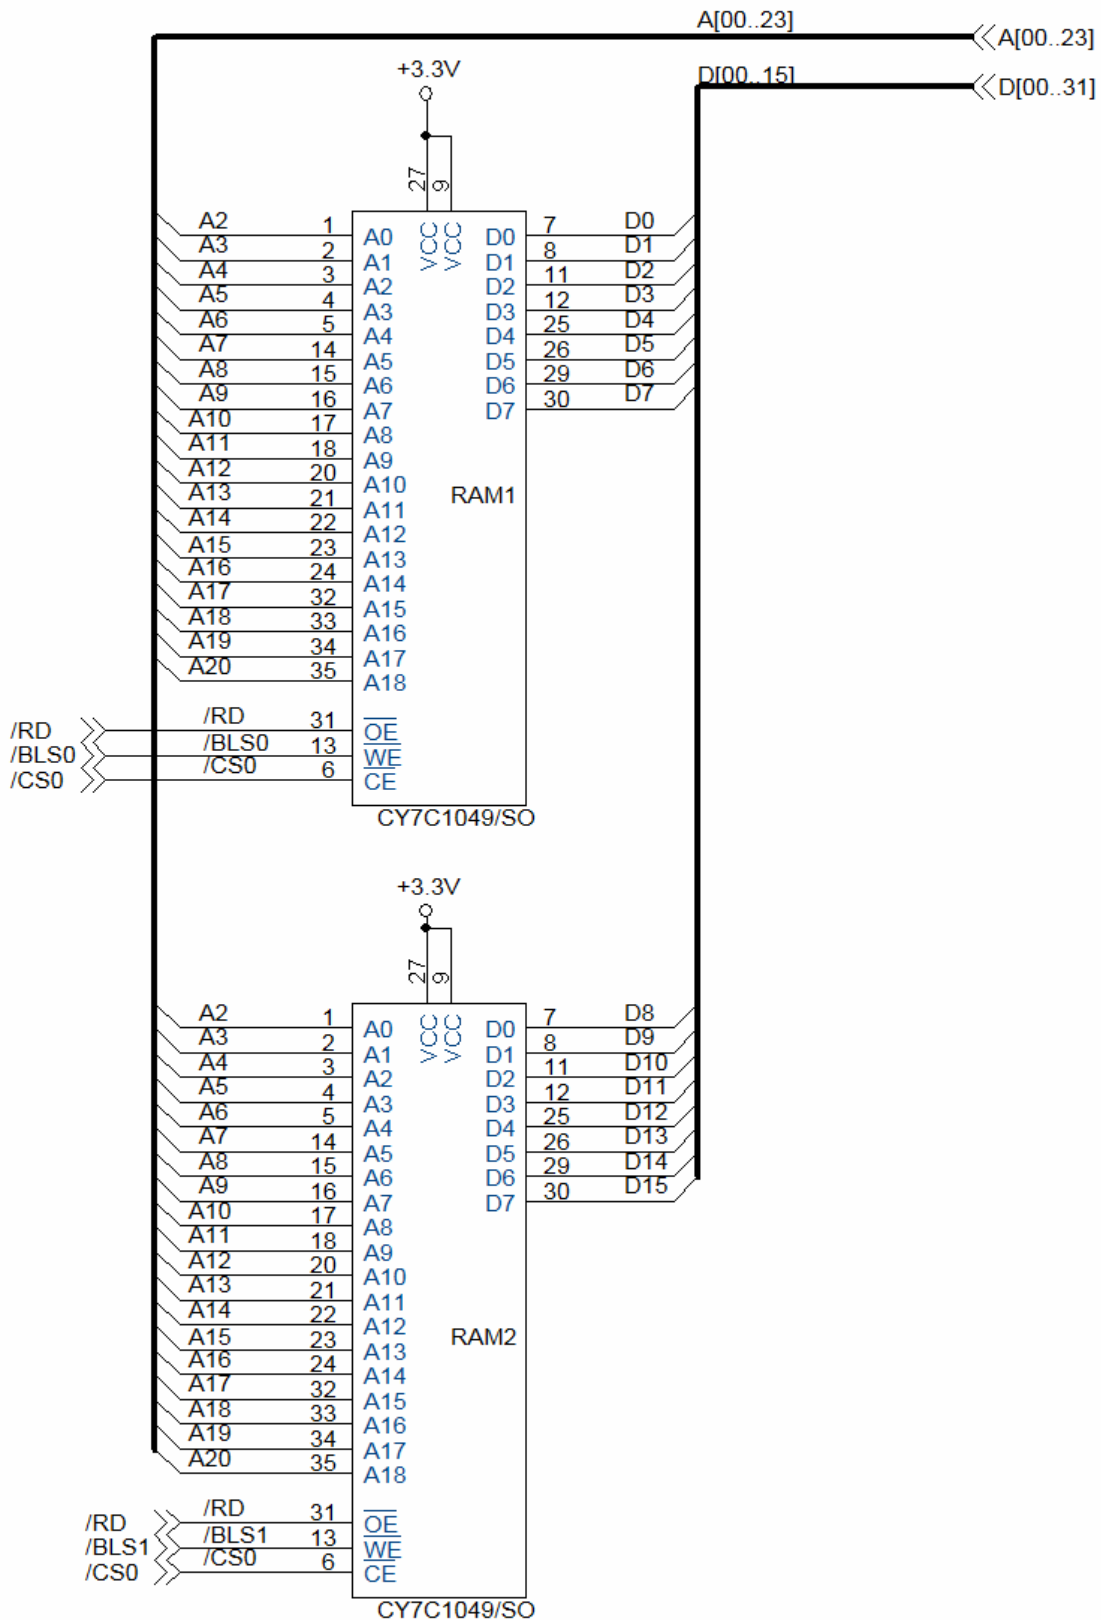 A[00..23]
A[00..23]
D[00..15]
D[00..31]
+3.3V
27 9
VCC VCC
A2 1 A0 D0 7 D0
A3 2 A1 D1 8 D1
A4 3 A2 D2 11 D2
A5 4 A3 D3 12 D3
A6 5 A4 D4 25 D4
A7 14 A5 D5 26 D5
A8 15 A6 D6 29 D6
A9 16 A7 D7 30 D7
A10 17 A8
A11 18 A9
A12 20 A10
RAM1
A13 21 A11
A14 22 A12
A15 23 A13
A16 24 A14
A17 32 A15
A18 33 A16
A19 34 A17
A20 35 A18
/RD /RD 31 OE
/BLS0 /BLS0 13 WE
/CS0 /CS0 6 CE
CY7C1049/SO
+3.3V
27 9
VCC VCC
A2 1 A0 D0 7 D8
A3 2 A1 D1 8 D9
A4 3 A2 D2 11 D10
A5 4 A3 D3 12 D11
A6 5 A4 D4 25 D12
A7 14 A5 D5 26 D13
A8 15 A6 D6 29 D14
A9 16 A7 D7 30 D15
A10 17 A8
A11 18 A9
A12 20 A10
A13 21 A11
A14 22 A12
RAM2
A15 23 A13
A16 24 A14
A17 32 A15
A18 33 A16
A19 34 A17
A20 35 A18
/RD /RD 31 OE
/BLS1 /BLS1 13 WE
/CS0 /CS0 6 CE
CY7C1049/SO